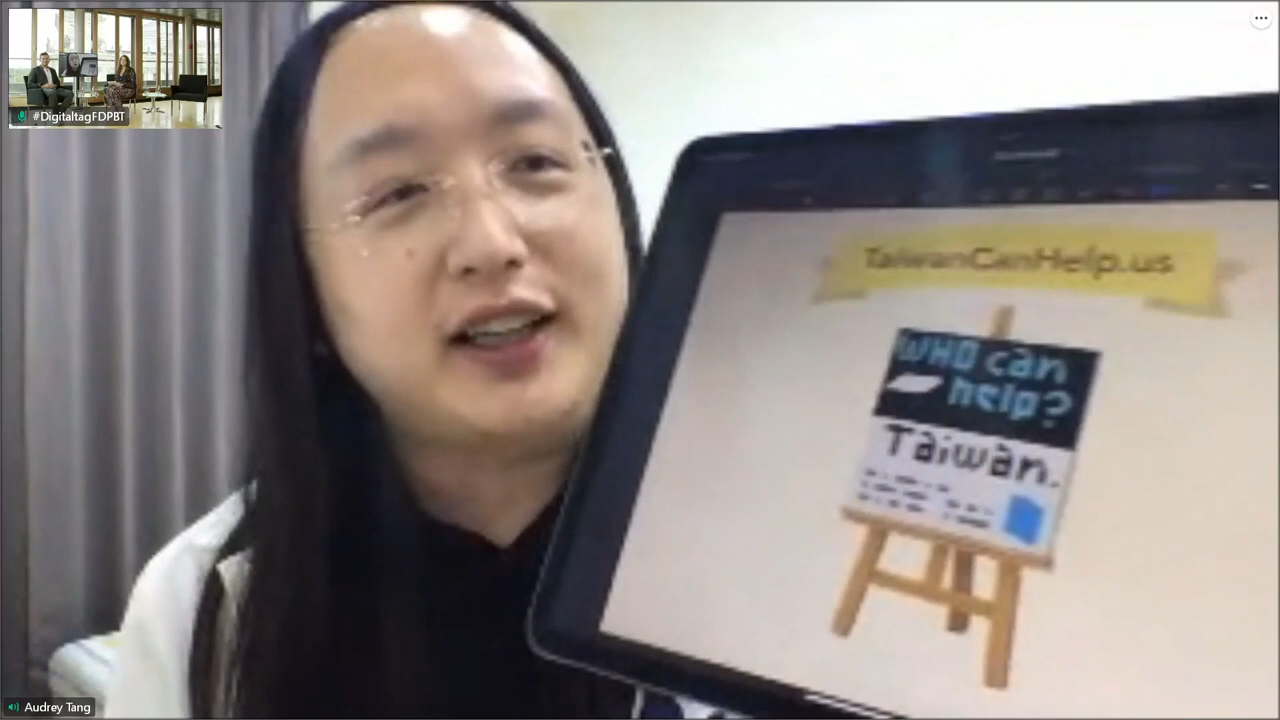 #DigitaltagFDPBT
TaiwanCanHelp.us
WHO can
help?
Taiwan.
Audrey Tang